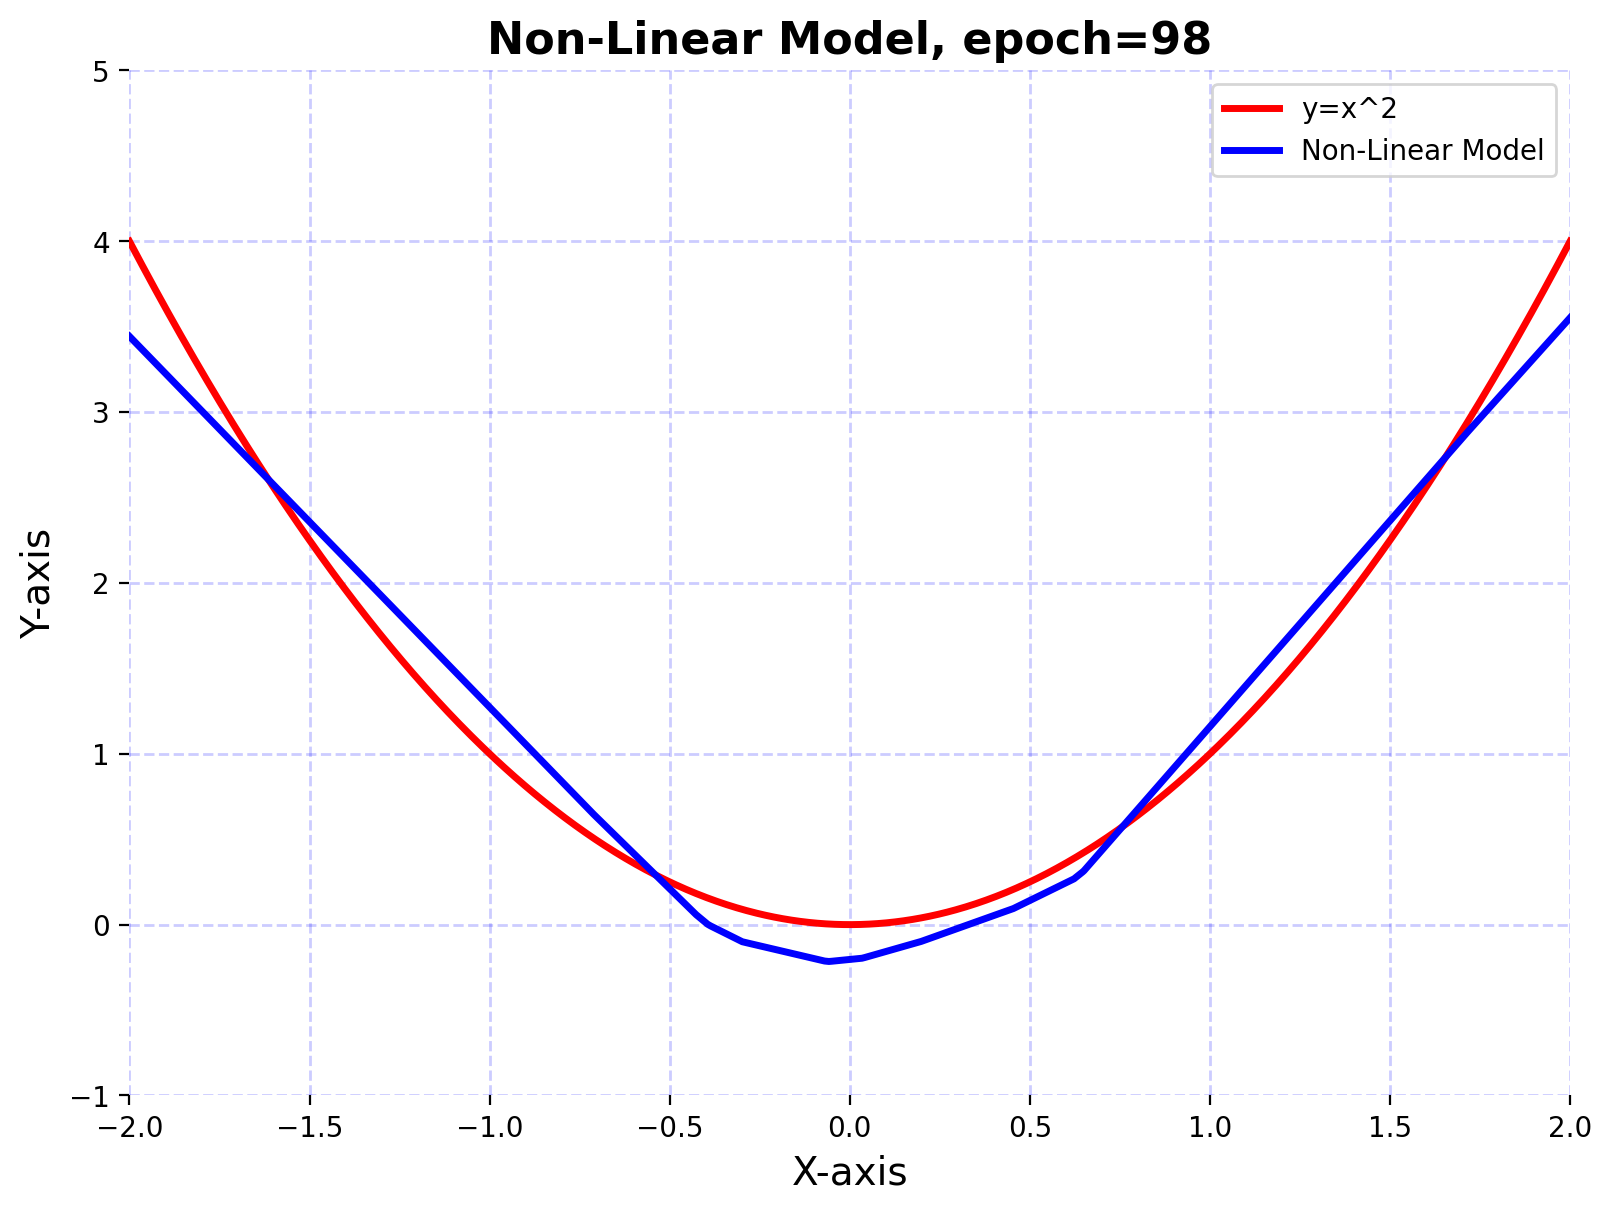 Non-Linear Model, epoch=98
y=x^2
Non-Linear Model
5
4
3
2
1
0
−1
Y-axis
−2.0 −1.5 −1.0 −0.5 0.0 0.5 1.0 1.5 2.0
X-axis